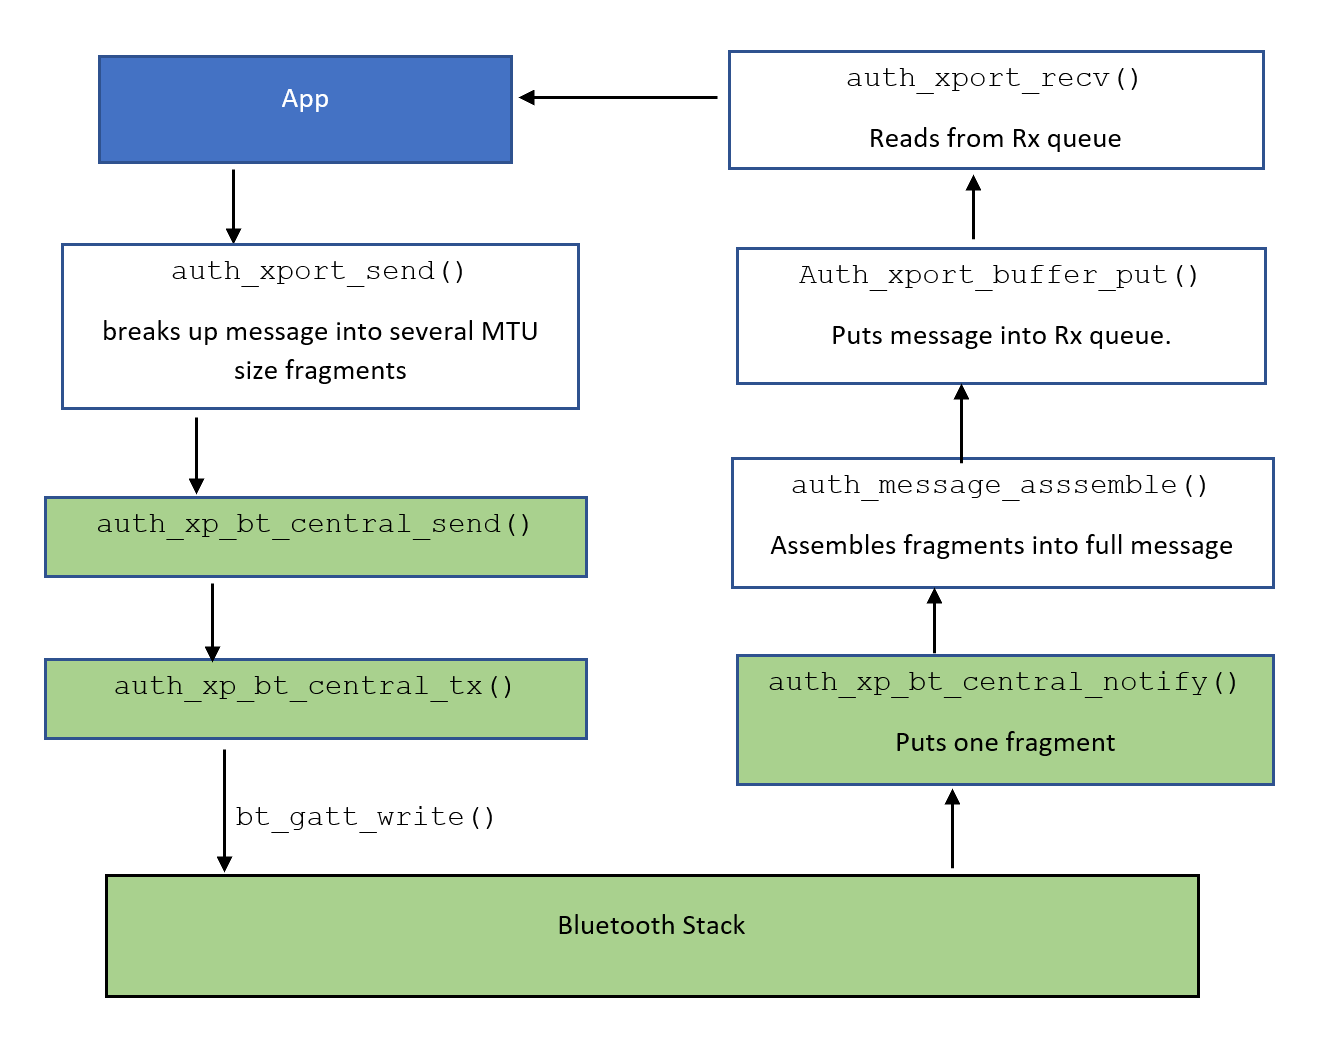 App
auth_xport_send()
breaks up message into several MTU
size fragments
auth_xp_bt_central_send()
auth_xp_bt_central_tx()
bt_gatt_write()
Bluetooth Stack
auth_xp_bt_central_notify()
Puts one fragment
auth_message_asssemble()
Assembles fragments into full message
Auth_xport_buffer_put()
Puts message into Rx queue.
auth_xport_recv()
Reads from Rx queue